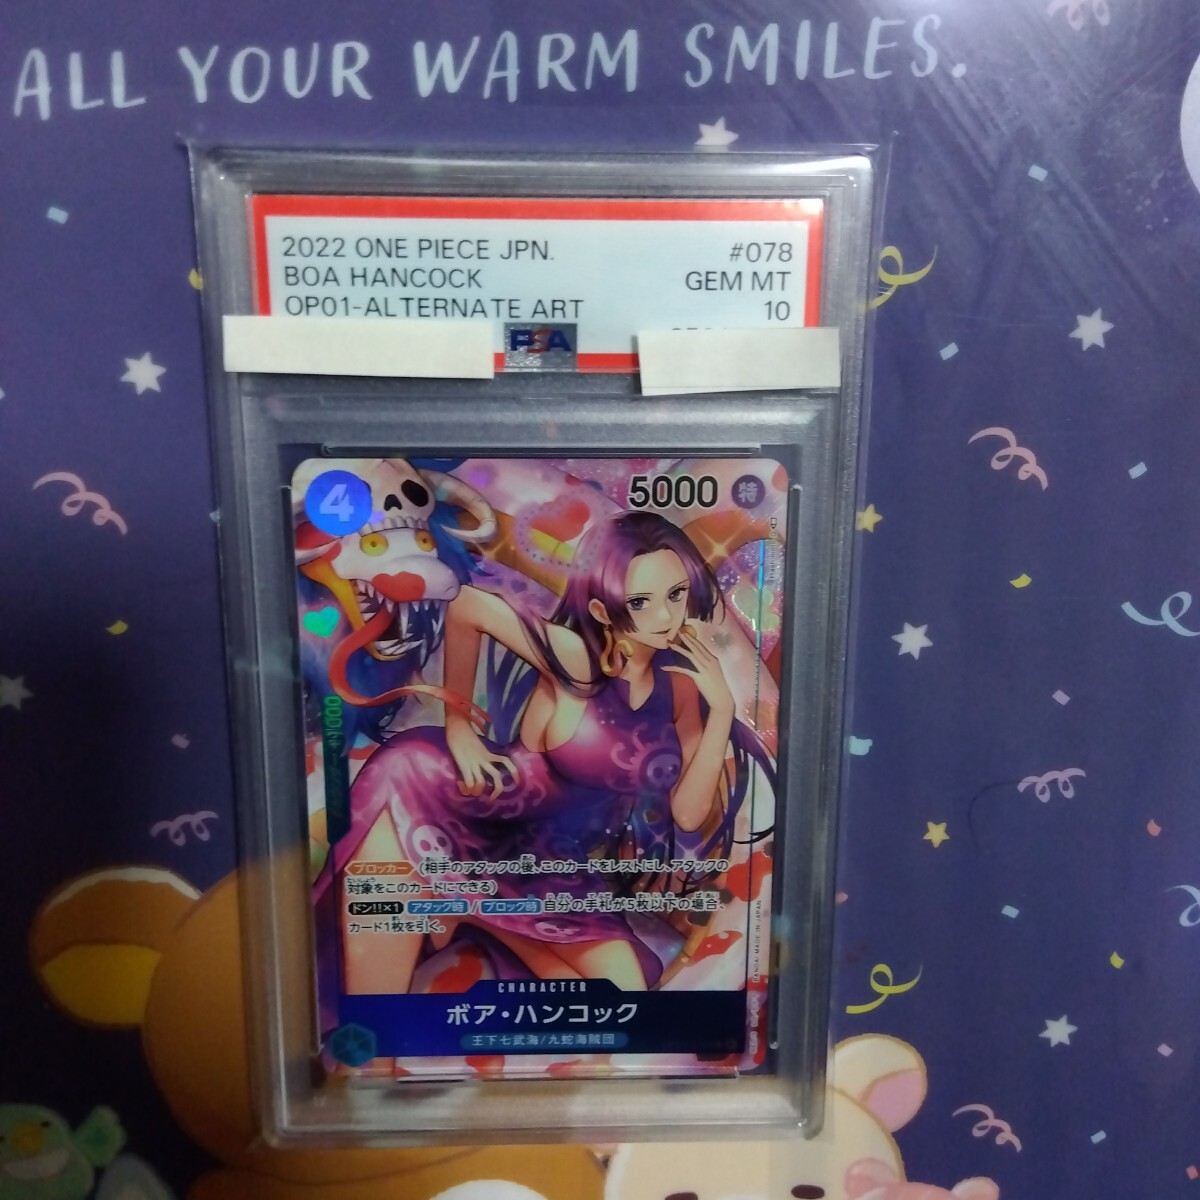 ALL YOUR WARM SMILES.
2022 ONE PIECE JPN.
#078
BOA HANCOCK
GEM MT
OP01-ALTERNATE ART
10
PSA
4
5000
特
+1000
ブロッカー (相手のアタックの後、このカードをレストにし、アタックの
対象をこのカードにできる)
ドン!!×1 アタック時 / ブロック時 自分の手札が5枚以下の場合、
カード1枚を引く。
BANDAI MADE IN JAPAN
CHARACTER
ボア・ハンコック
王下七武海/九蛇海賊団